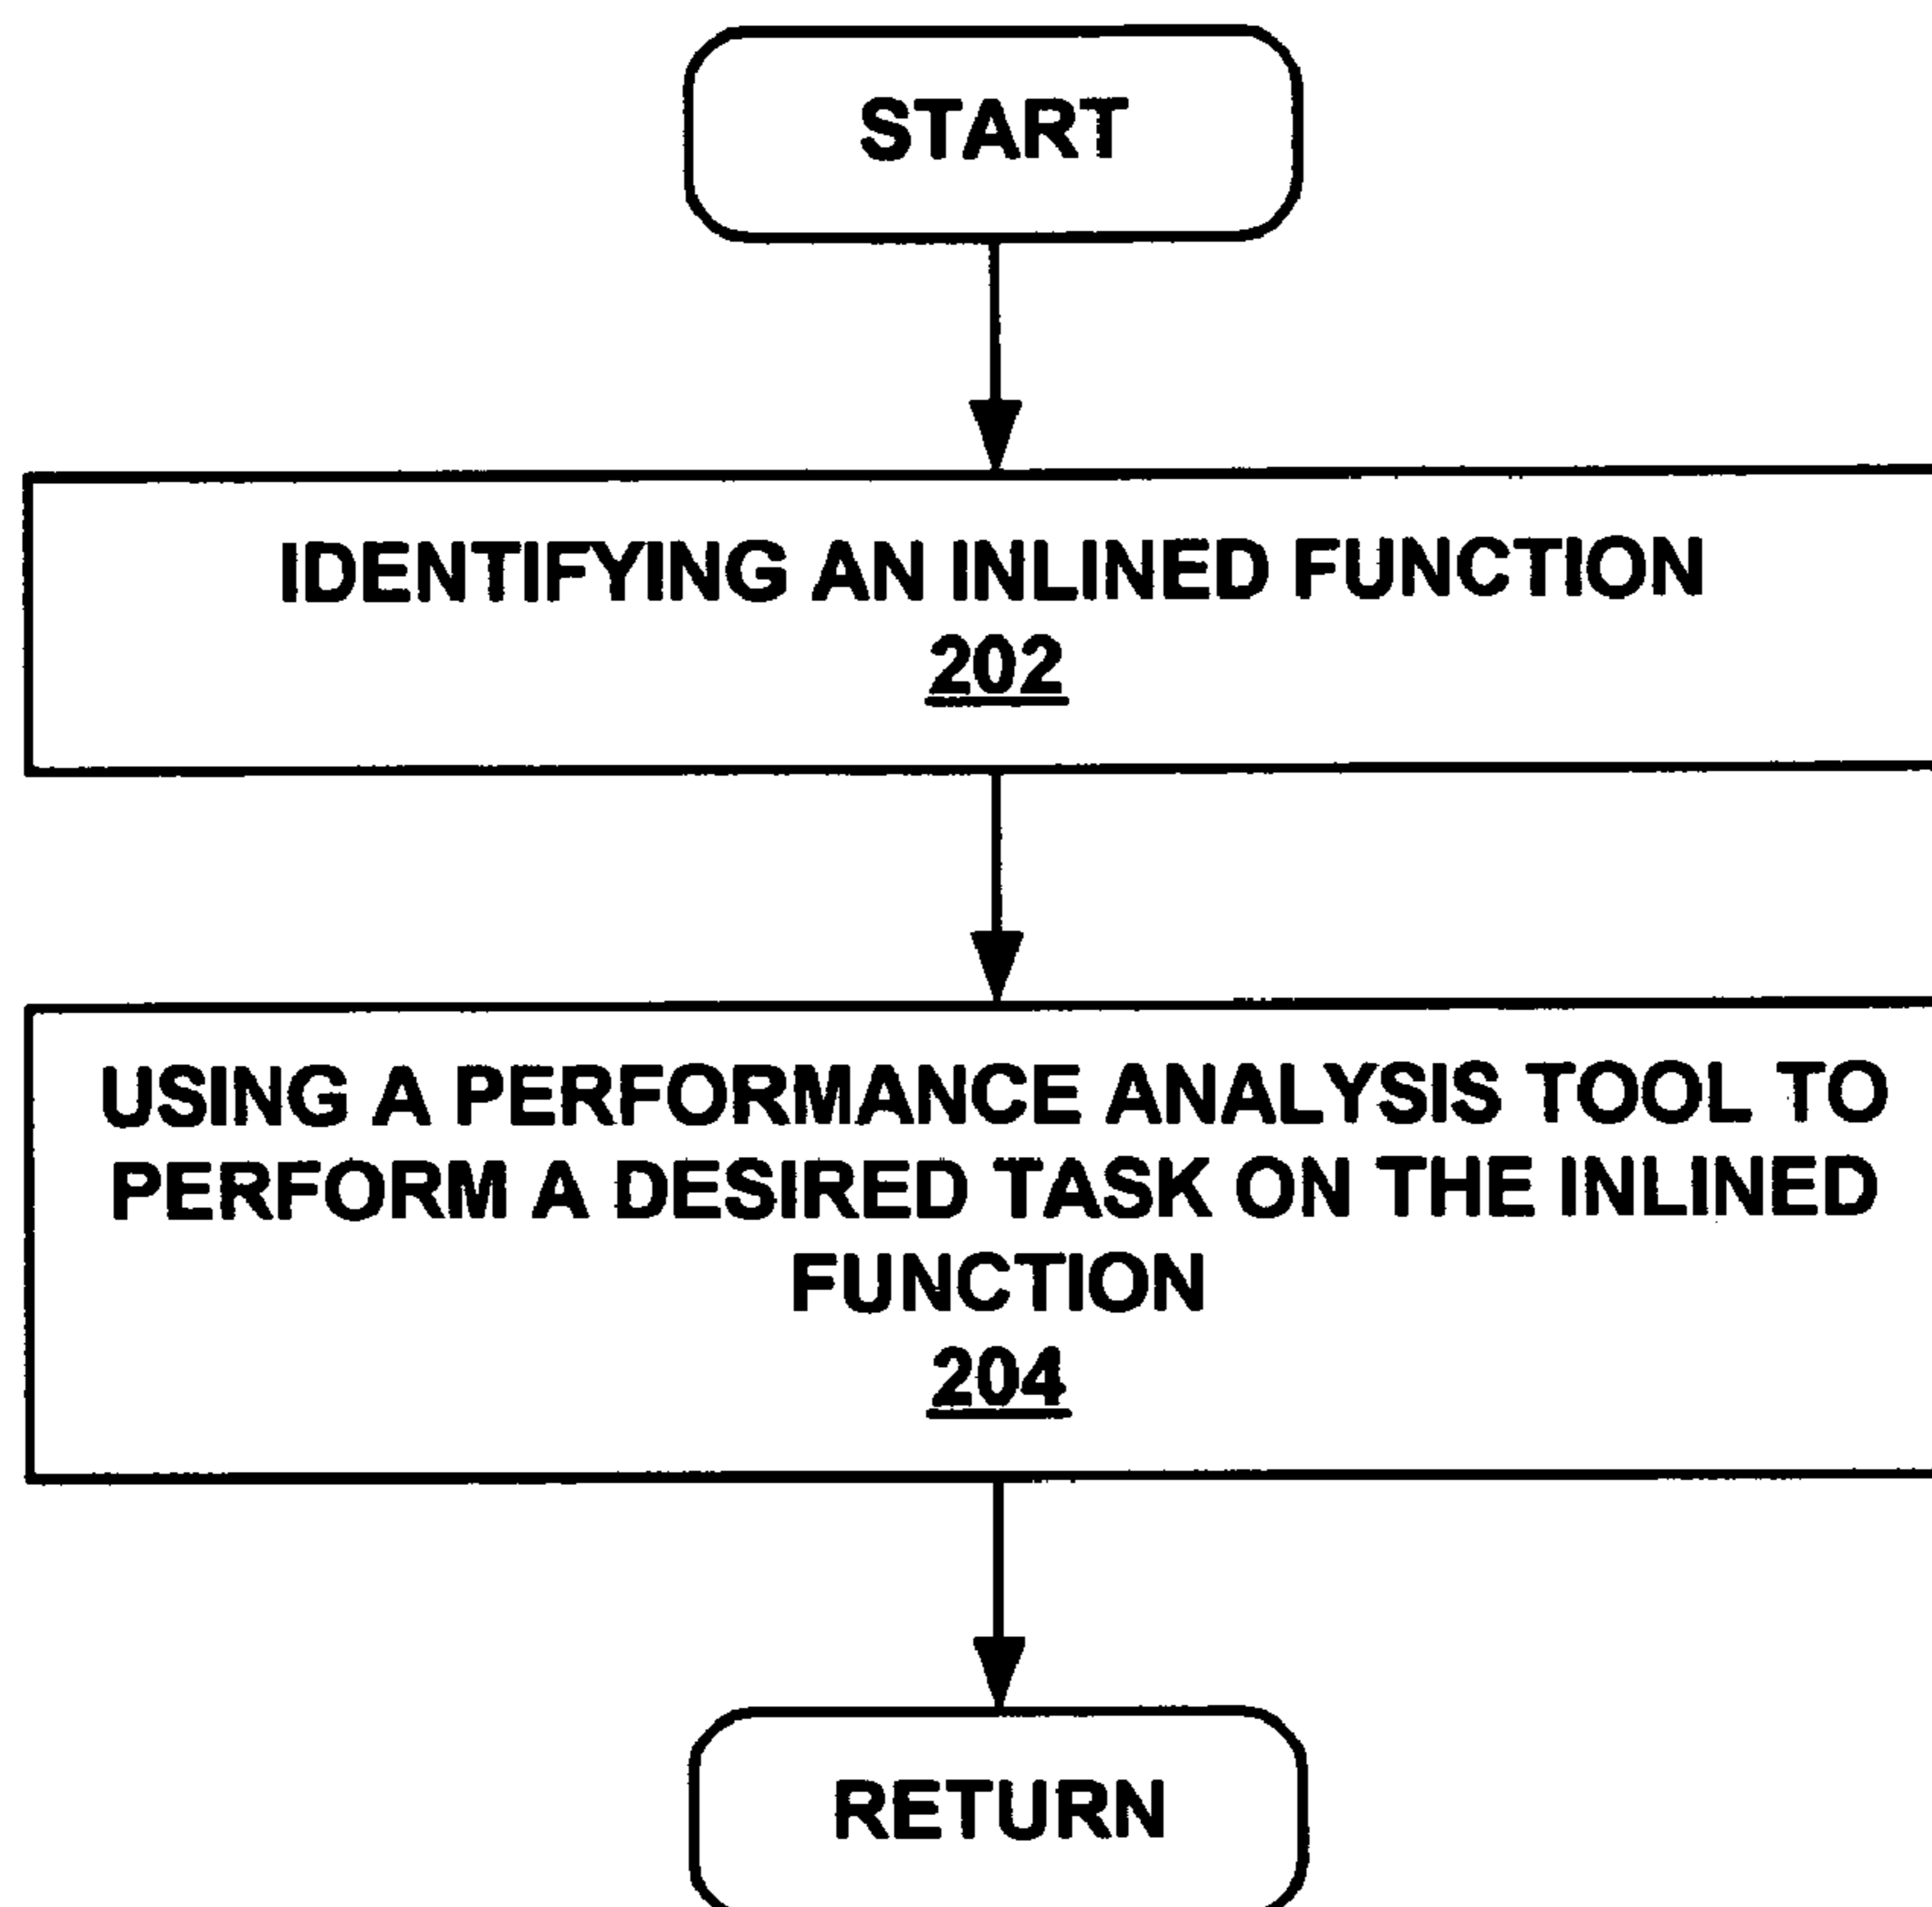 START
IDENTIFYING AN INLINED FUNCTION
202
USING A PERFORMANCE ANALYSIS TOOL TO
PERFORM A DESIRED TASK ON THE INLINED
FUNCTION
204
RETURN